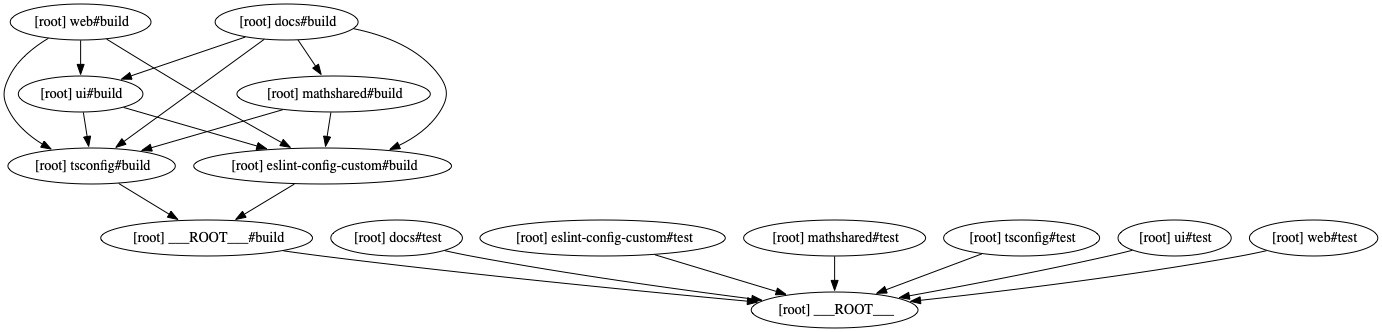 [root] web#build
[root] docs#build
[root] ui#build
[root] mathshared#build
[root] tsconfig#build
[root] eslint-config-custom#build
[root] ___ROOT___#build
[root] docs#test
[root] eslint-config-custom#test
[root] mathshared#test
[root] tsconfig#test
[root] ui#test
[root] web#test
[root] ___ROOT___